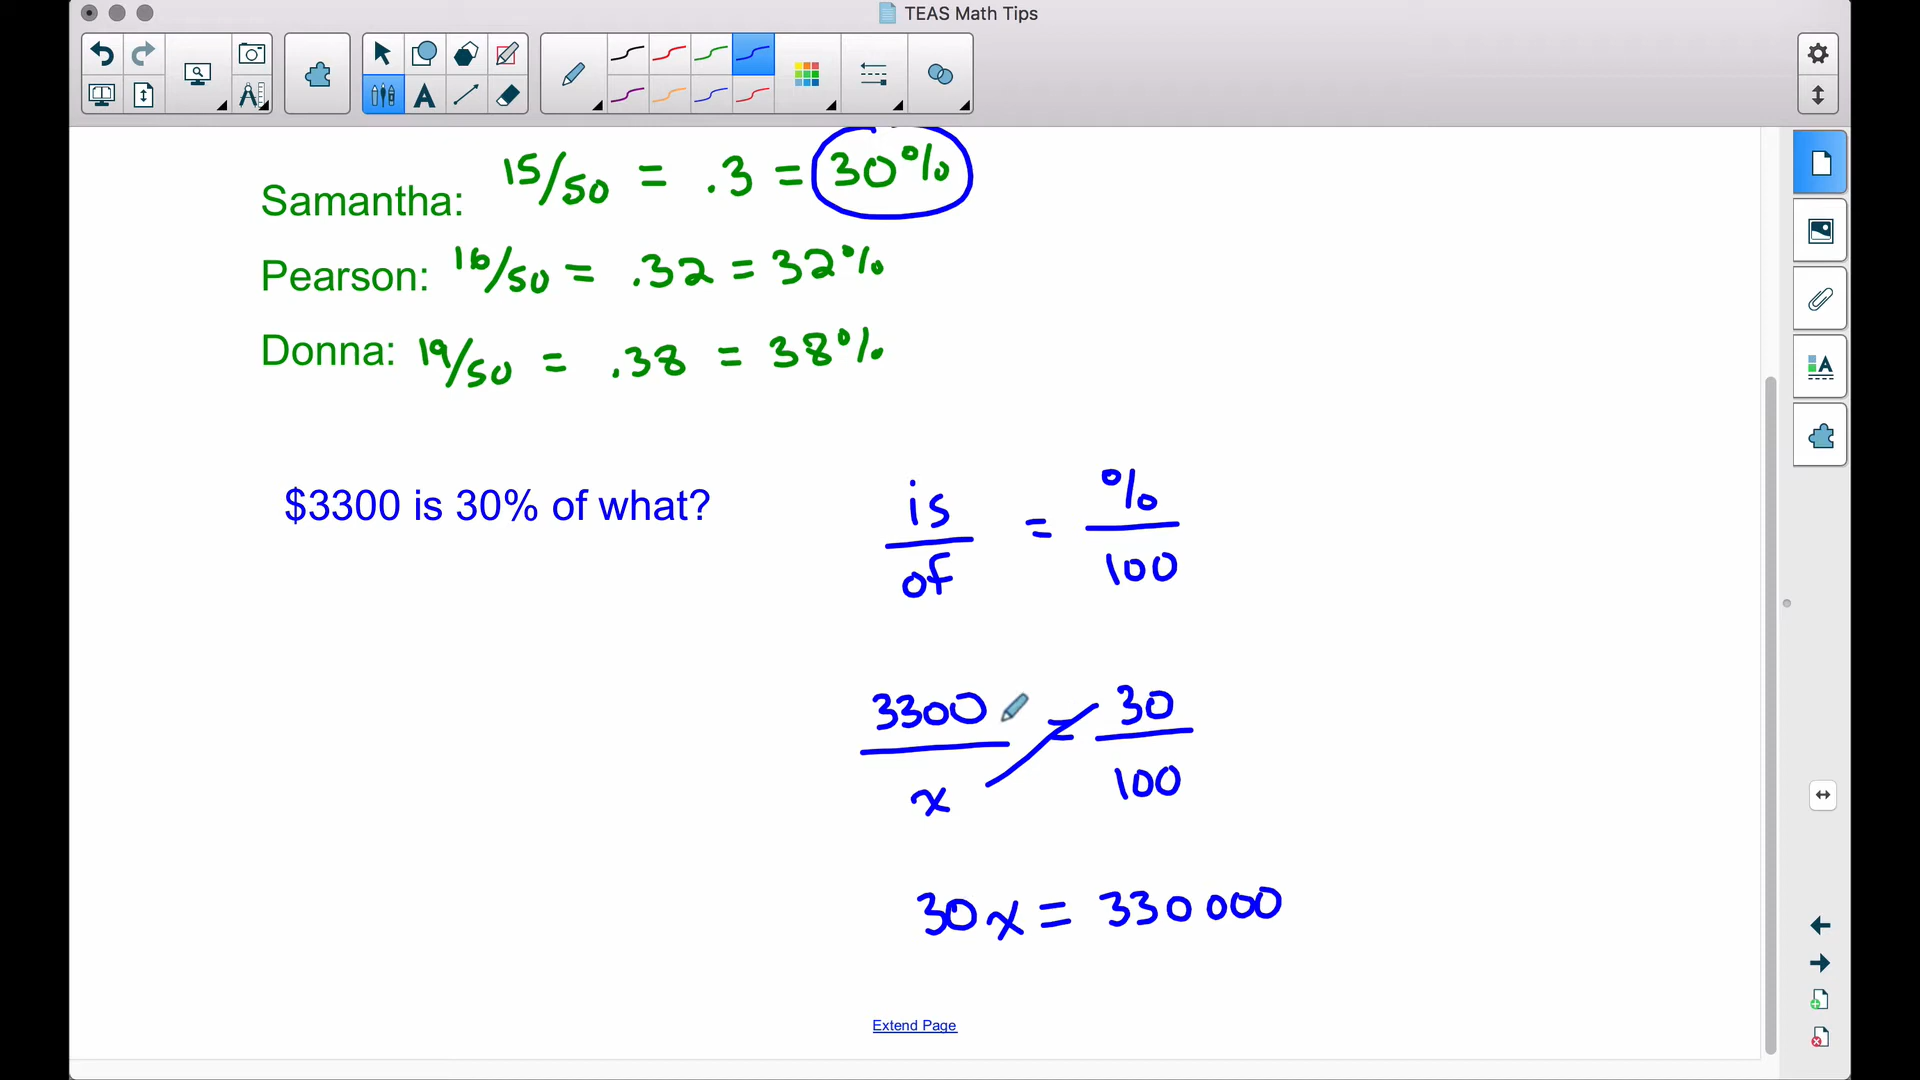 TEAS Math Tips
Samantha: 15/50 = .3 = 30%
Pearson: 16/50 = .32 = 32%
Donna: 19/50 = .38 = 38%
$3300 is 30% of what?
is = %
of 100
3300 = 30
x 100
30x = 330000
Extend Page